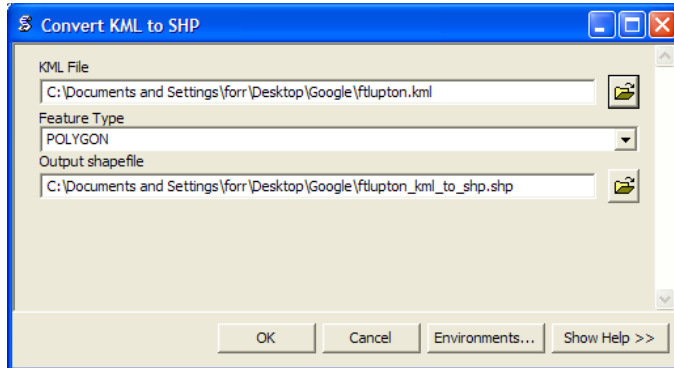 Convert KML to SHP
KML File
C:\Documents and Settings\forr\Desktop\Google\ftlupton.kml
Feature Type
POLYGON
Output shapefile
C:\Documents and Settings\forr\Desktop\Google\ftlupton_kml_to_shp.shp
OK Cancel Environments... Show Help >>